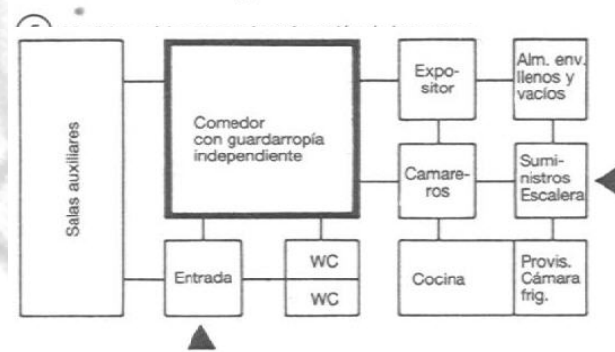 Salas auxiliares
Comedor
con guardarropía
independiente
Expo-
sitor
Alm. env.
llenos y
vacíos
Camare-
ros
Sumi-
nistros
Escalera
Entrada
WC
WC
Cocina
Provis.
Cámara
frig.